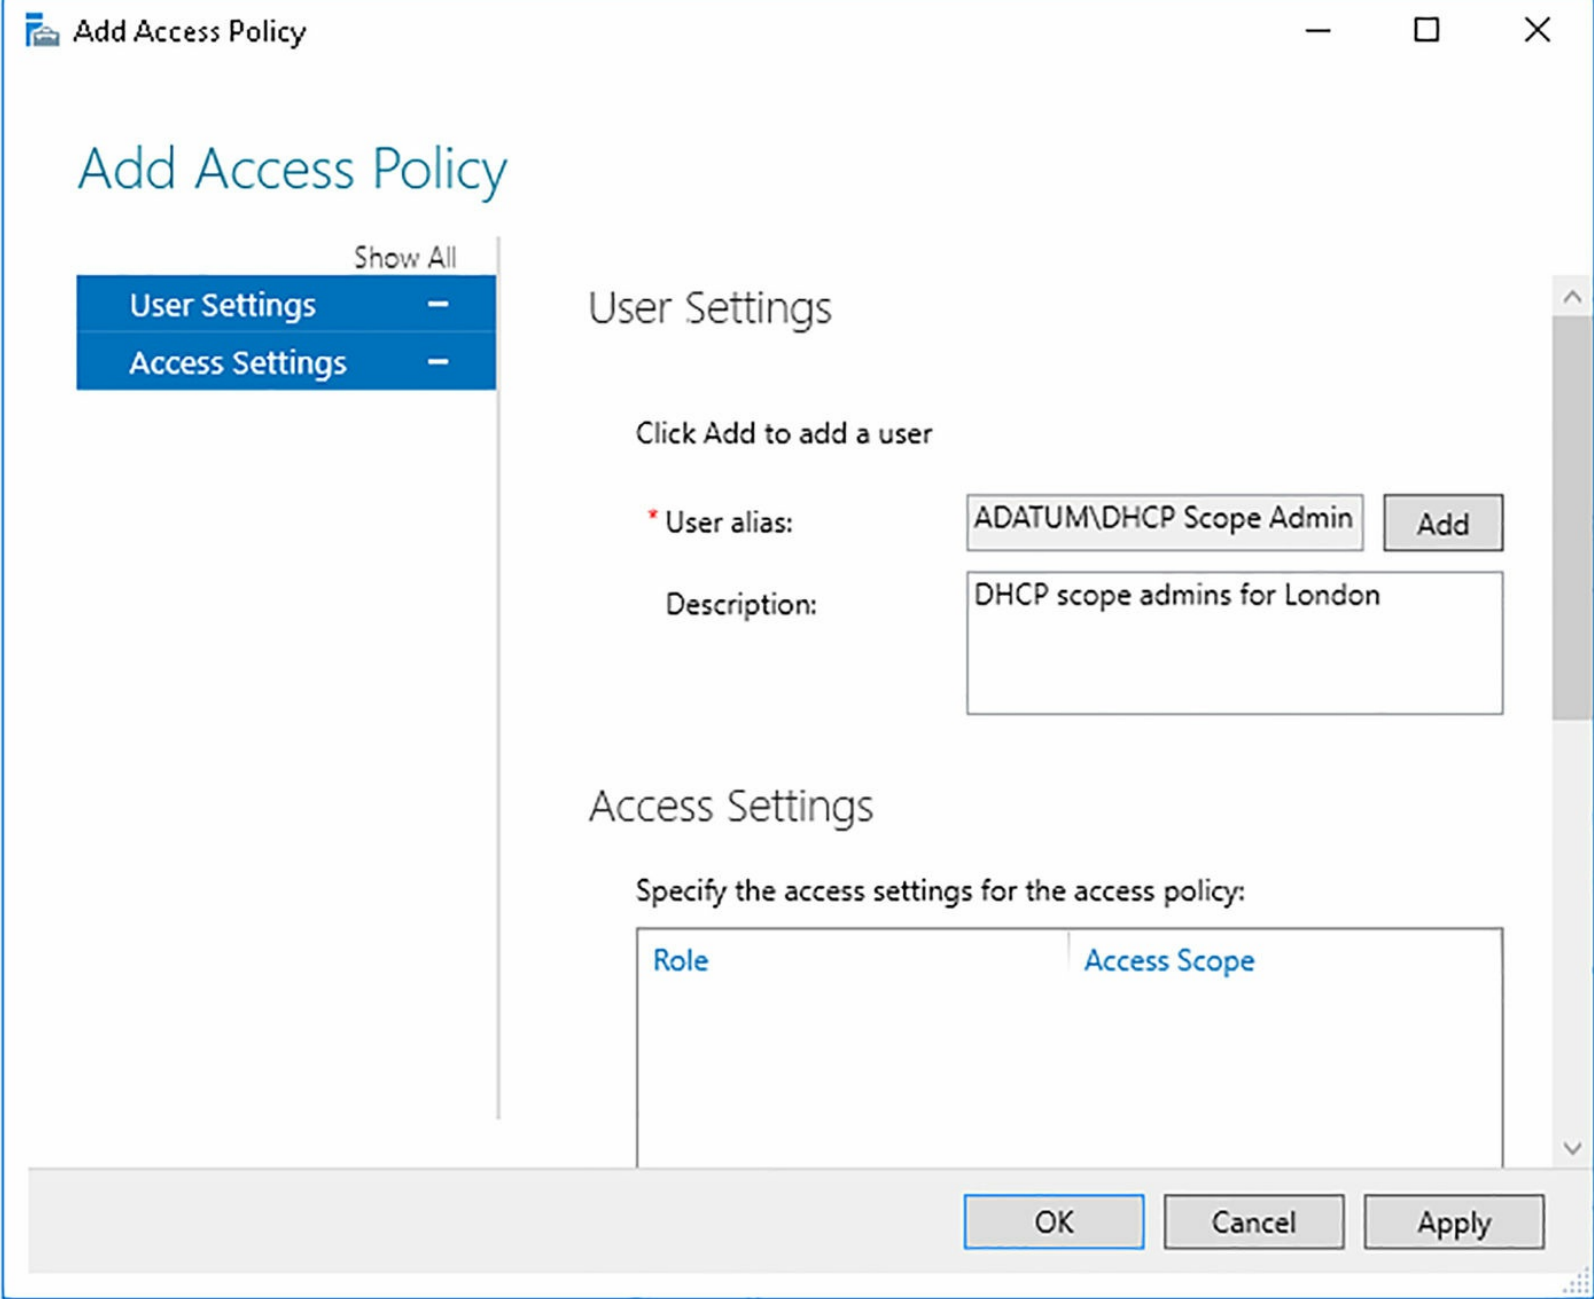 Add Access Policy
Add Access Policy
Show All
User Settings
Access Settings
User Settings
Click Add to add a user
* User alias:
ADATUM\DHCP Scope Admin
Add
Description:
DHCP scope admins for London
Access Settings
Specify the access settings for the access policy:
Role
Access Scope
OK
Cancel
Apply